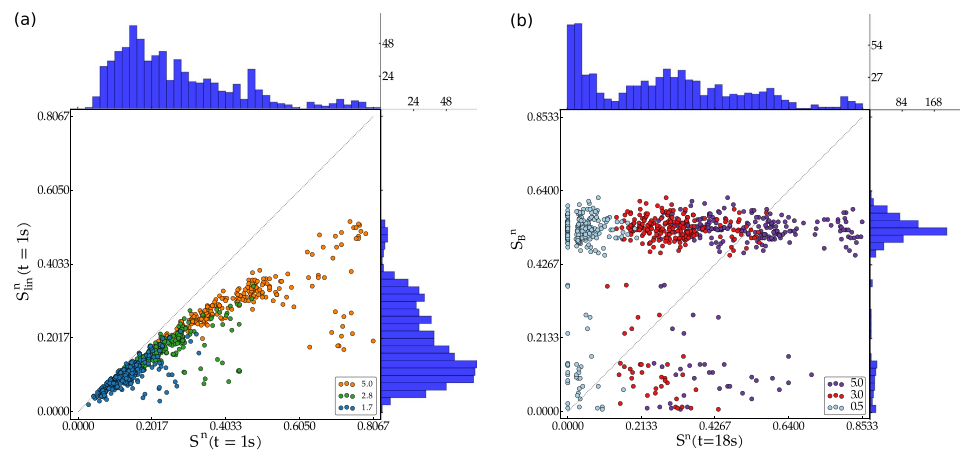 (a)
48
24
24 48
0.8067
0.6050
0.4033
0.2017
0.0000
S^n_lin(t = 1s)
5.0
2.8
1.7
0.0000 0.2017 0.4033 0.6050 0.8067
S^n(t = 1s)
(b)
54
27
84 168
0.8533
0.6400
0.4267
0.2133
0.0000
S_B^n
5.0
3.0
0.5
0.0000 0.2133 0.4267 0.6400 0.8533
S^n(t=18s)